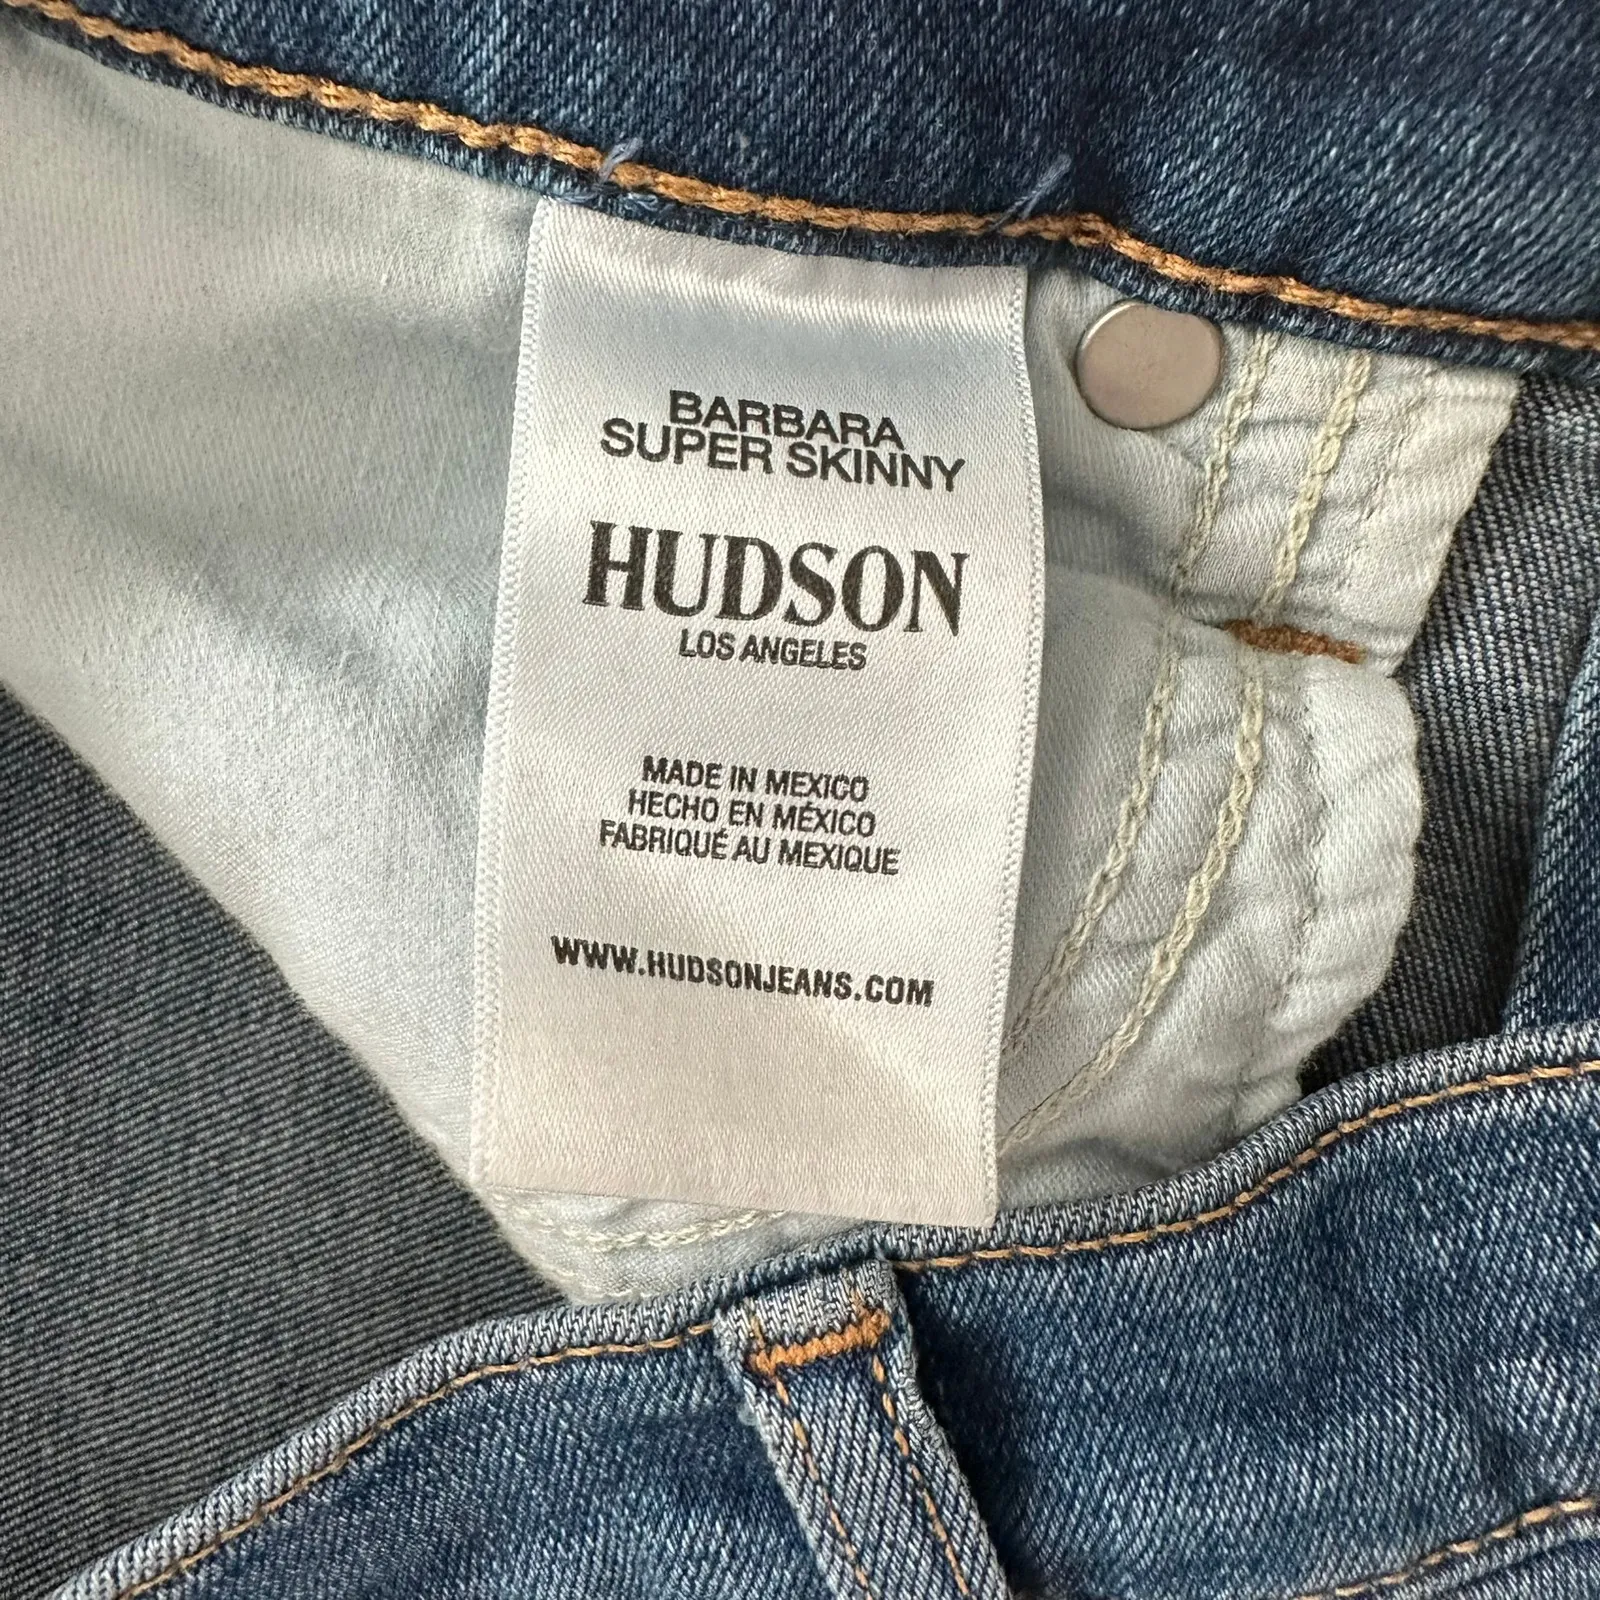 BARBARA
SUPER SKINNY
HUDSON
LOS ANGELES
MADE IN MEXICO
HECHO EN MÉXICO
FABRIQUÉ AU MEXIQUE
WWW.HUDSONJEANS.COM